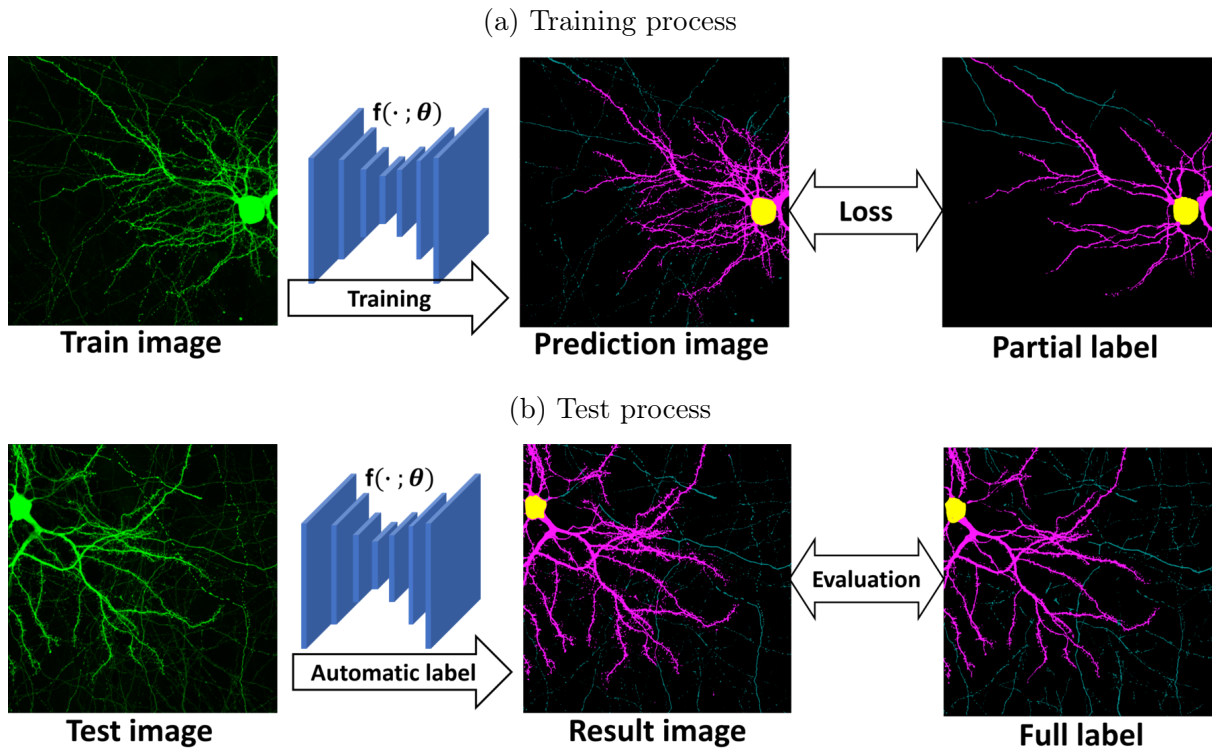 (a) Training process
f(· ; θ)
Training
Loss
Train image
Prediction image
Partial label
(b) Test process
f(· ; θ)
Automatic label
Evaluation
Test image
Result image
Full label